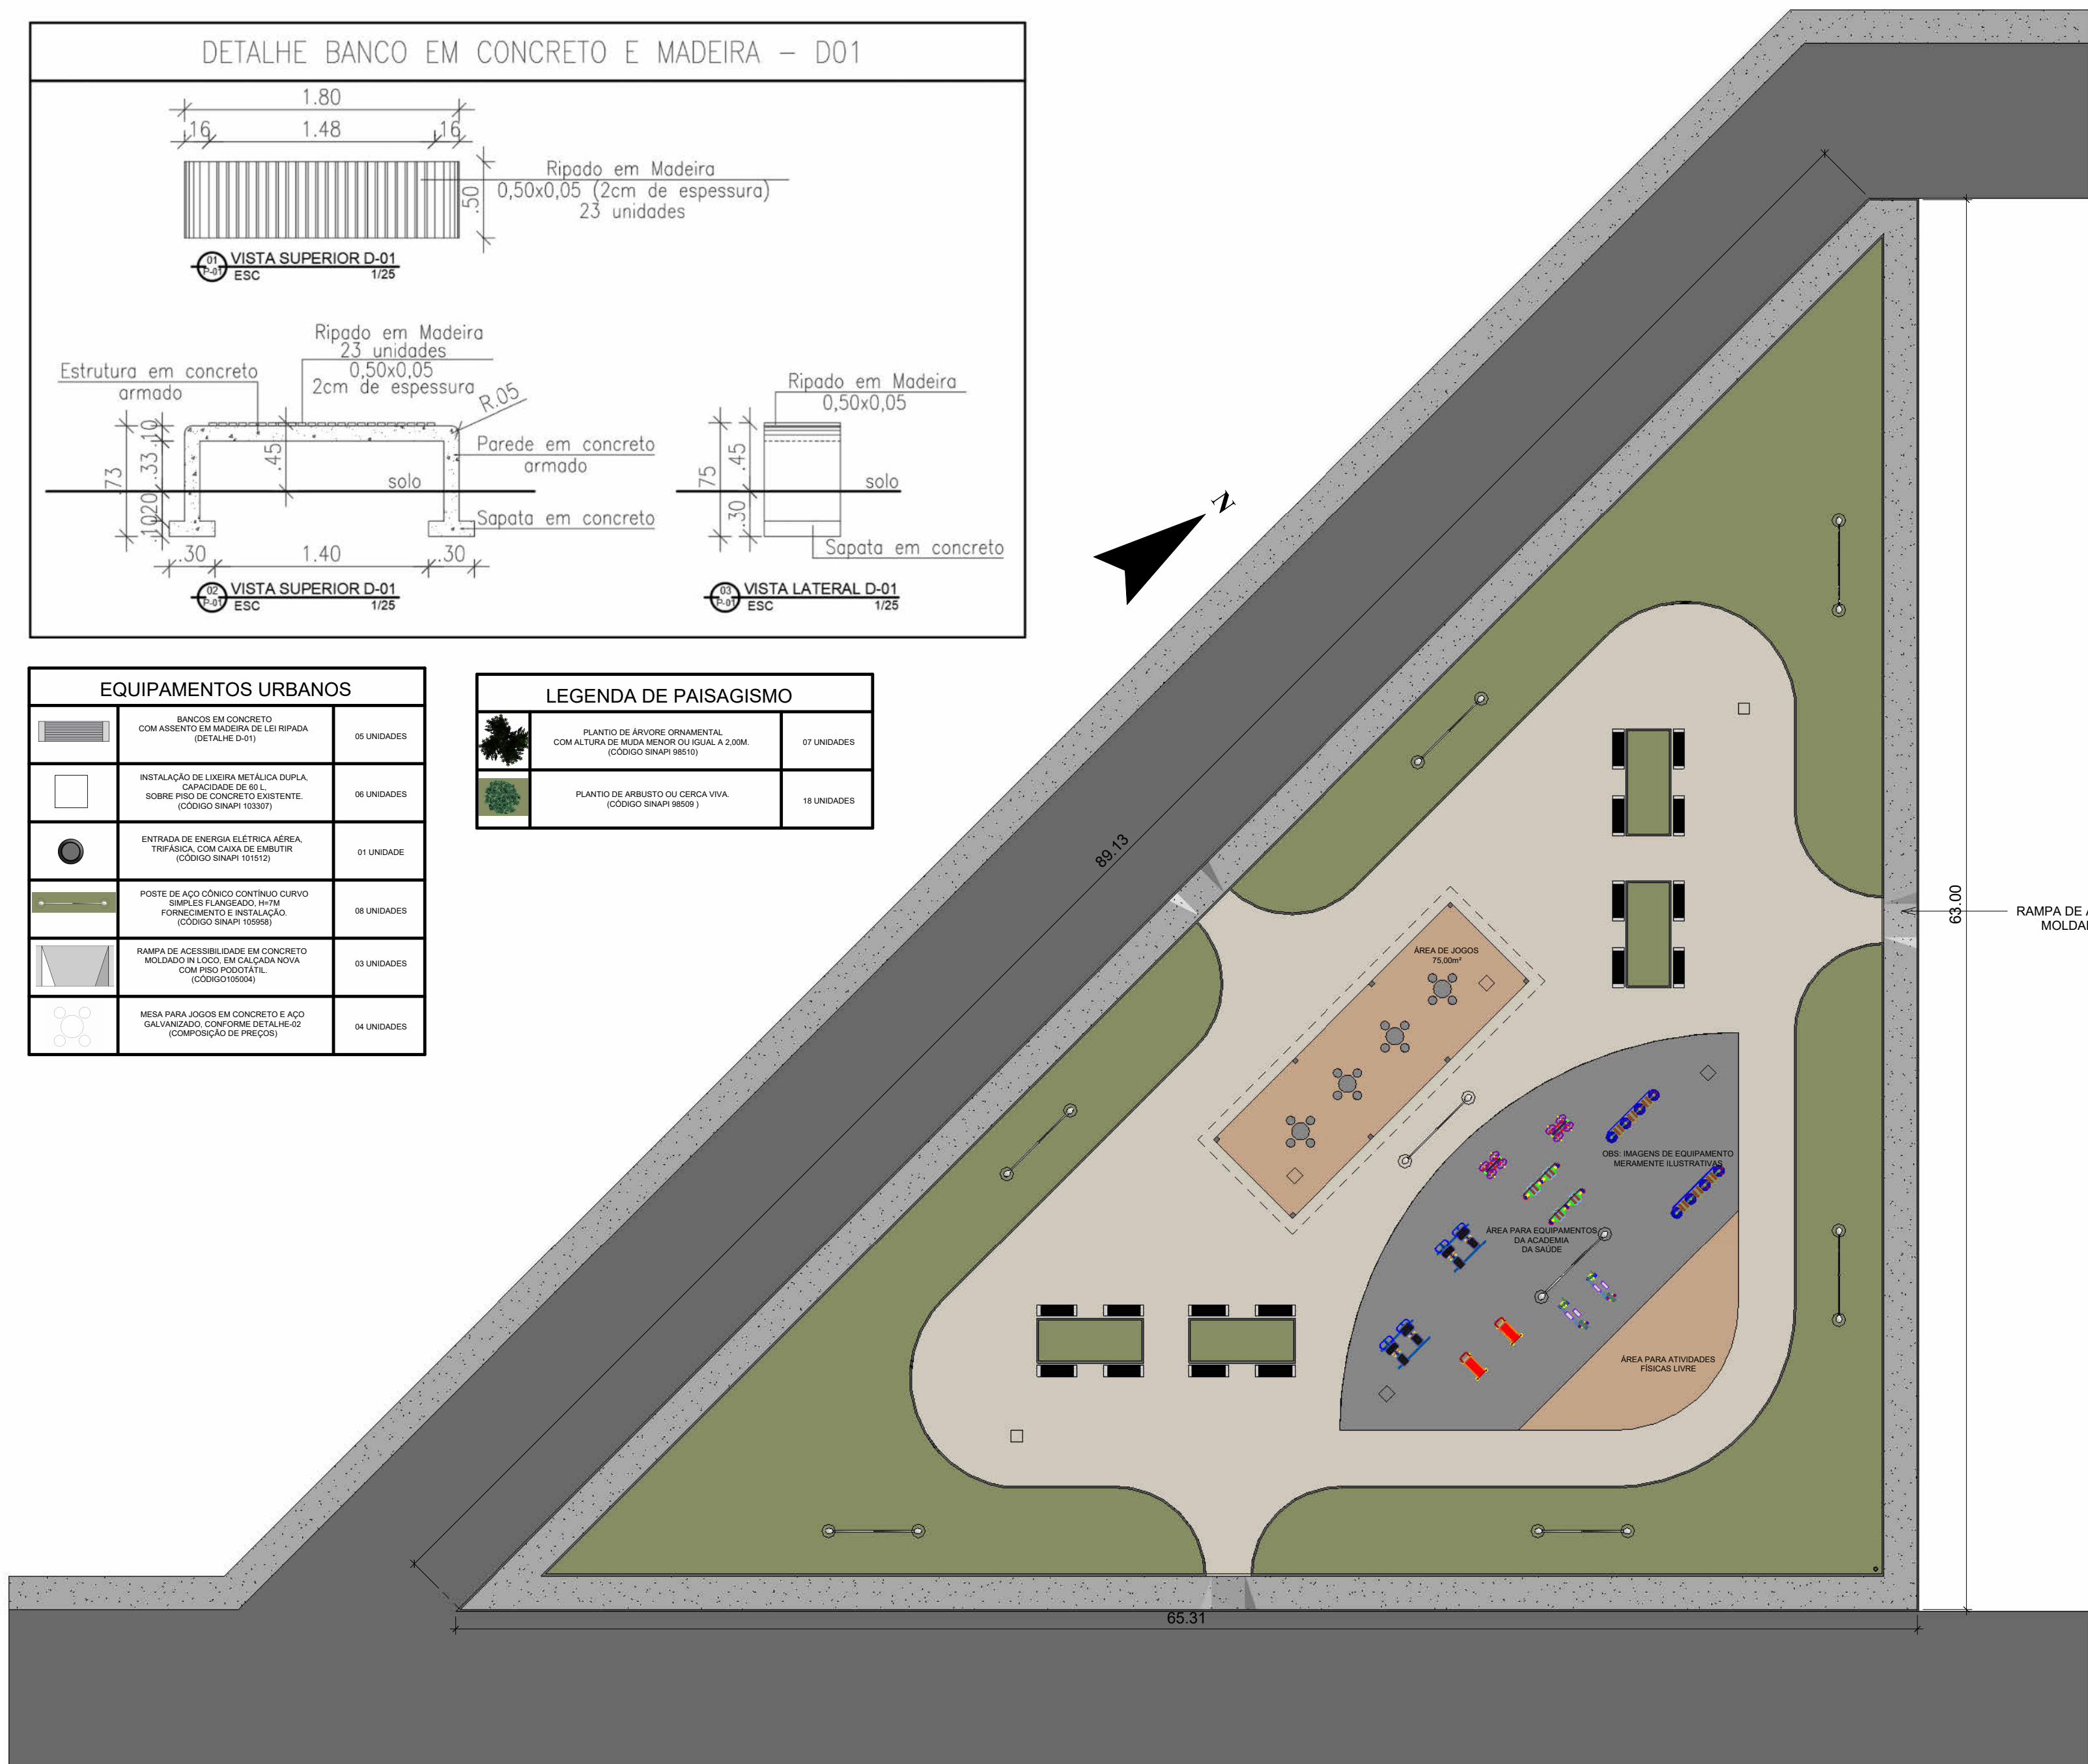 DETALHE BANCO EM CONCRETO E MADEIRA – D01
1.80
.16
1.48
.16
Ripado em Madeira
0,50x0,05 (2cm de espessura)
23 unidades
.50
01
P-01
VISTA SUPERIOR D-01
ESC
1/25
Ripado em Madeira
23 unidades
0,50x0,05
2cm de espessura
Estrutura em concreto
armado
R.05
.10
.33
.20
.10
.73
.45
Parede em concreto
armado
solo
Sapata em concreto
.30
1.40
.30
02
P-01
VISTA SUPERIOR D-01
ESC
1/25
Ripado em Madeira
0,50x0,05
.75
.45
.30
solo
Sapata em concreto
03
P-01
VISTA LATERAL D-01
ESC
1/25
EQUIPAMENTOS URBANOS
BANCOS EM CONCRETO
COM ASSENTO EM MADEIRA DE LEI RIPADA
(DETALHE D-01)
05 UNIDADES
INSTALAÇÃO DE LIXEIRA METÁLICA DUPLA,
CAPACIDADE DE 60 L,
SOBRE PISO DE CONCRETO EXISTENTE.
(CÓDIGO SINAPI 103307)
06 UNIDADES
ENTRADA DE ENERGIA ELÉTRICA AÉREA,
TRIFÁSICA, COM CAIXA DE EMBUTIR
(CÓDIGO SINAPI 101512)
01 UNIDADE
POSTE DE AÇO CÔNICO CONTÍNUO CURVO
SIMPLES FLANGEADO, H=7M
FORNECIMENTO E INSTALAÇÃO.
(CÓDIGO SINAPI 105958)
08 UNIDADES
RAMPA DE ACESSIBILIDADE EM CONCRETO
MOLDADO IN LOCO, EM CALÇADA NOVA
COM PISO PODOTÁTIL.
(CÓDIGO105004)
03 UNIDADES
MESA PARA JOGOS EM CONCRETO E AÇO
GALVANIZADO, CONFORME DETALHE-02
(COMPOSIÇÃO DE PREÇOS)
04 UNIDADES
LEGENDA DE PAISAGISMO
PLANTIO DE ÁRVORE ORNAMENTAL
COM ALTURA DE MUDA MENOR OU IGUAL A 2,00M.
(CÓDIGO SINAPI 98510)
07 UNIDADES
PLANTIO DE ARBUSTO OU CERCA VIVA.
(CÓDIGO SINAPI 98509 )
18 UNIDADES
N
89.13
63.00
65.31
RAMPA DE
MOLDA
ÁREA DE JOGOS
75,00m²
OBS: IMAGENS DE EQUIPAMENTO
MERAMENTE ILUSTRATIVAS
ÁREA PARA EQUIPAMENTOS
DA ACADEMIA
DA SAÚDE
ÁREA PARA ATIVIDADES
FÍSICAS LIVRE